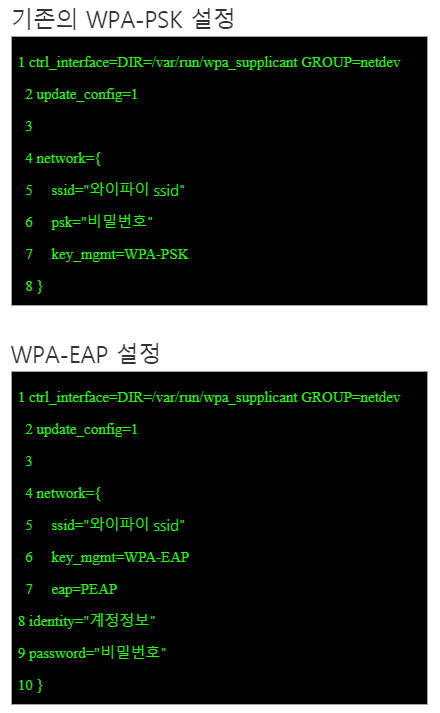 기존의 WPA-PSK 설정
1 ctrl_interface=DIR=/var/run/wpa_supplicant GROUP=netdev
2 update_config=1
3
4 network={
5 ssid="와이파이 ssid"
6 psk="비밀번호"
7 key_mgmt=WPA-PSK
8 }
WPA-EAP 설정
1 ctrl_interface=DIR=/var/run/wpa_supplicant GROUP=netdev
2 update_config=1
3
4 network={
5 ssid="와이파이 ssid"
6 key_mgmt=WPA-EAP
7 eap=PEAP
8 identity="계정정보"
9 password="비밀번호"
10 }